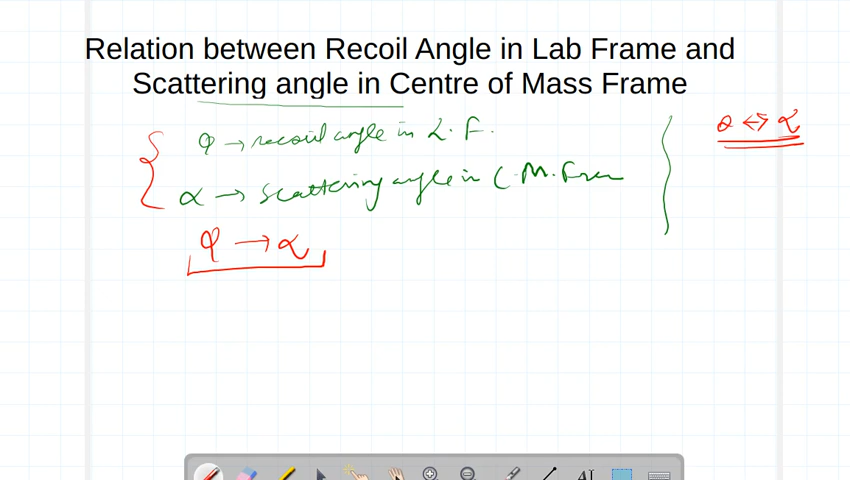 Relation between Recoil Angle in Lab Frame and
Scattering angle in Centre of Mass Frame
φ → recoil angle in L.F.
α → scattering angle in C.M. Frame
φ → α
θ ↔ α